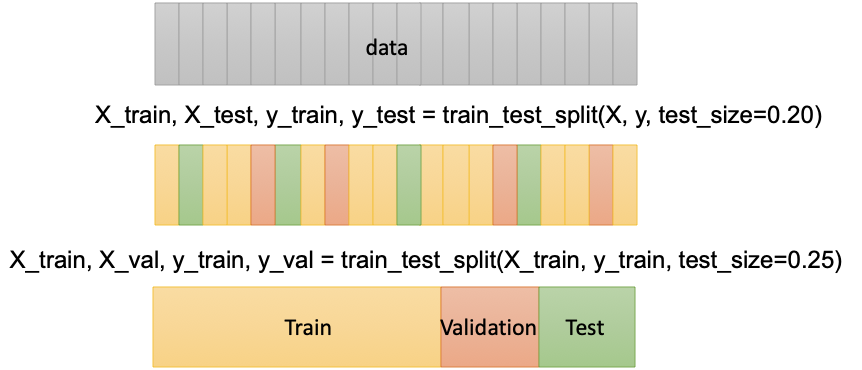 data
X_train, X_test, y_train, y_test = train_test_split(X, y, test_size=0.20)
X_train, X_val, y_train, y_val = train_test_split(X_train, y_train, test_size=0.25)
Train Validation Test